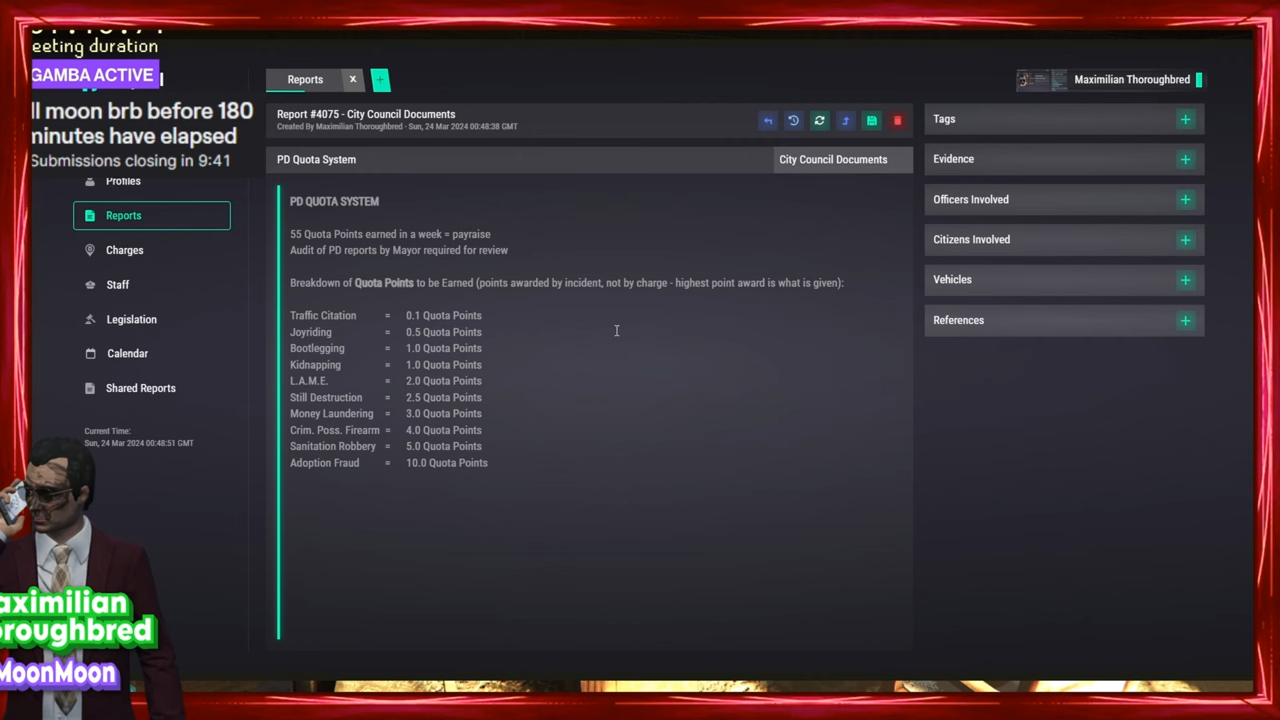 eeting duration
GAMBA ACTIVE
ll moon brb before 180
minutes have elapsed
Submissions closing in 9:41
Profiles
Reports
Charges
Staff
Legislation
Calendar
Shared Reports
Current Time:
Sun, 24 Mar 2024 00:48:51 GMT
Reports x +
Maximilian Thoroughbred
Report #4075 - City Council Documents
Created By Maximilian Thoroughbred - Sun, 24 Mar 2024 00:48:38 GMT
PD Quota System
City Council Documents
PD QUOTA SYSTEM
55 Quota Points earned in a week = payraise
Audit of PD reports by Mayor required for review
Breakdown of Quota Points to be Earned (points awarded by incident, not by charge - highest point award is what is given):
Traffic Citation = 0.1 Quota Points
Joyriding = 0.5 Quota Points
Bootlegging = 1.0 Quota Points
Kidnapping = 1.0 Quota Points
L.A.M.E. = 2.0 Quota Points
Still Destruction = 2.5 Quota Points
Money Laundering = 3.0 Quota Points
Crim. Poss. Firearm = 4.0 Quota Points
Sanitation Robbery = 5.0 Quota Points
Adoption Fraud = 10.0 Quota Points
Tags +
Evidence +
Officers Involved +
Citizens Involved +
Vehicles +
References +
aximilian
oroughbred
MoonMoon